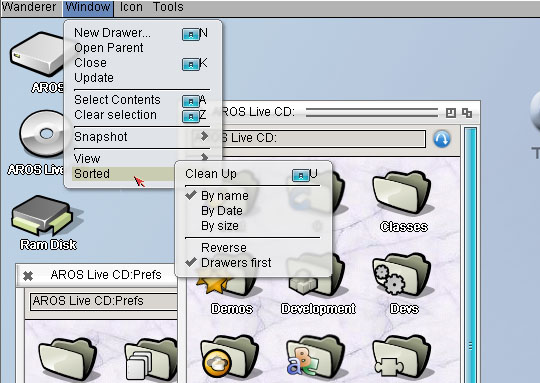 Wanderer Window Icon Tools
New Drawer... N
Open Parent
Close K
Update
Select Contents A
Clear selection Z
Snapshot
View
Sorted
Clean Up U
By name
By Date
By size
Reverse
Drawers first
AROS
AROS Live
Ram Disk
AROS Live CD:
OS Live CD:
Classes
Demos
Development
Devs
AROS Live CD:Prefs
AROS Live CD:Prefs
T